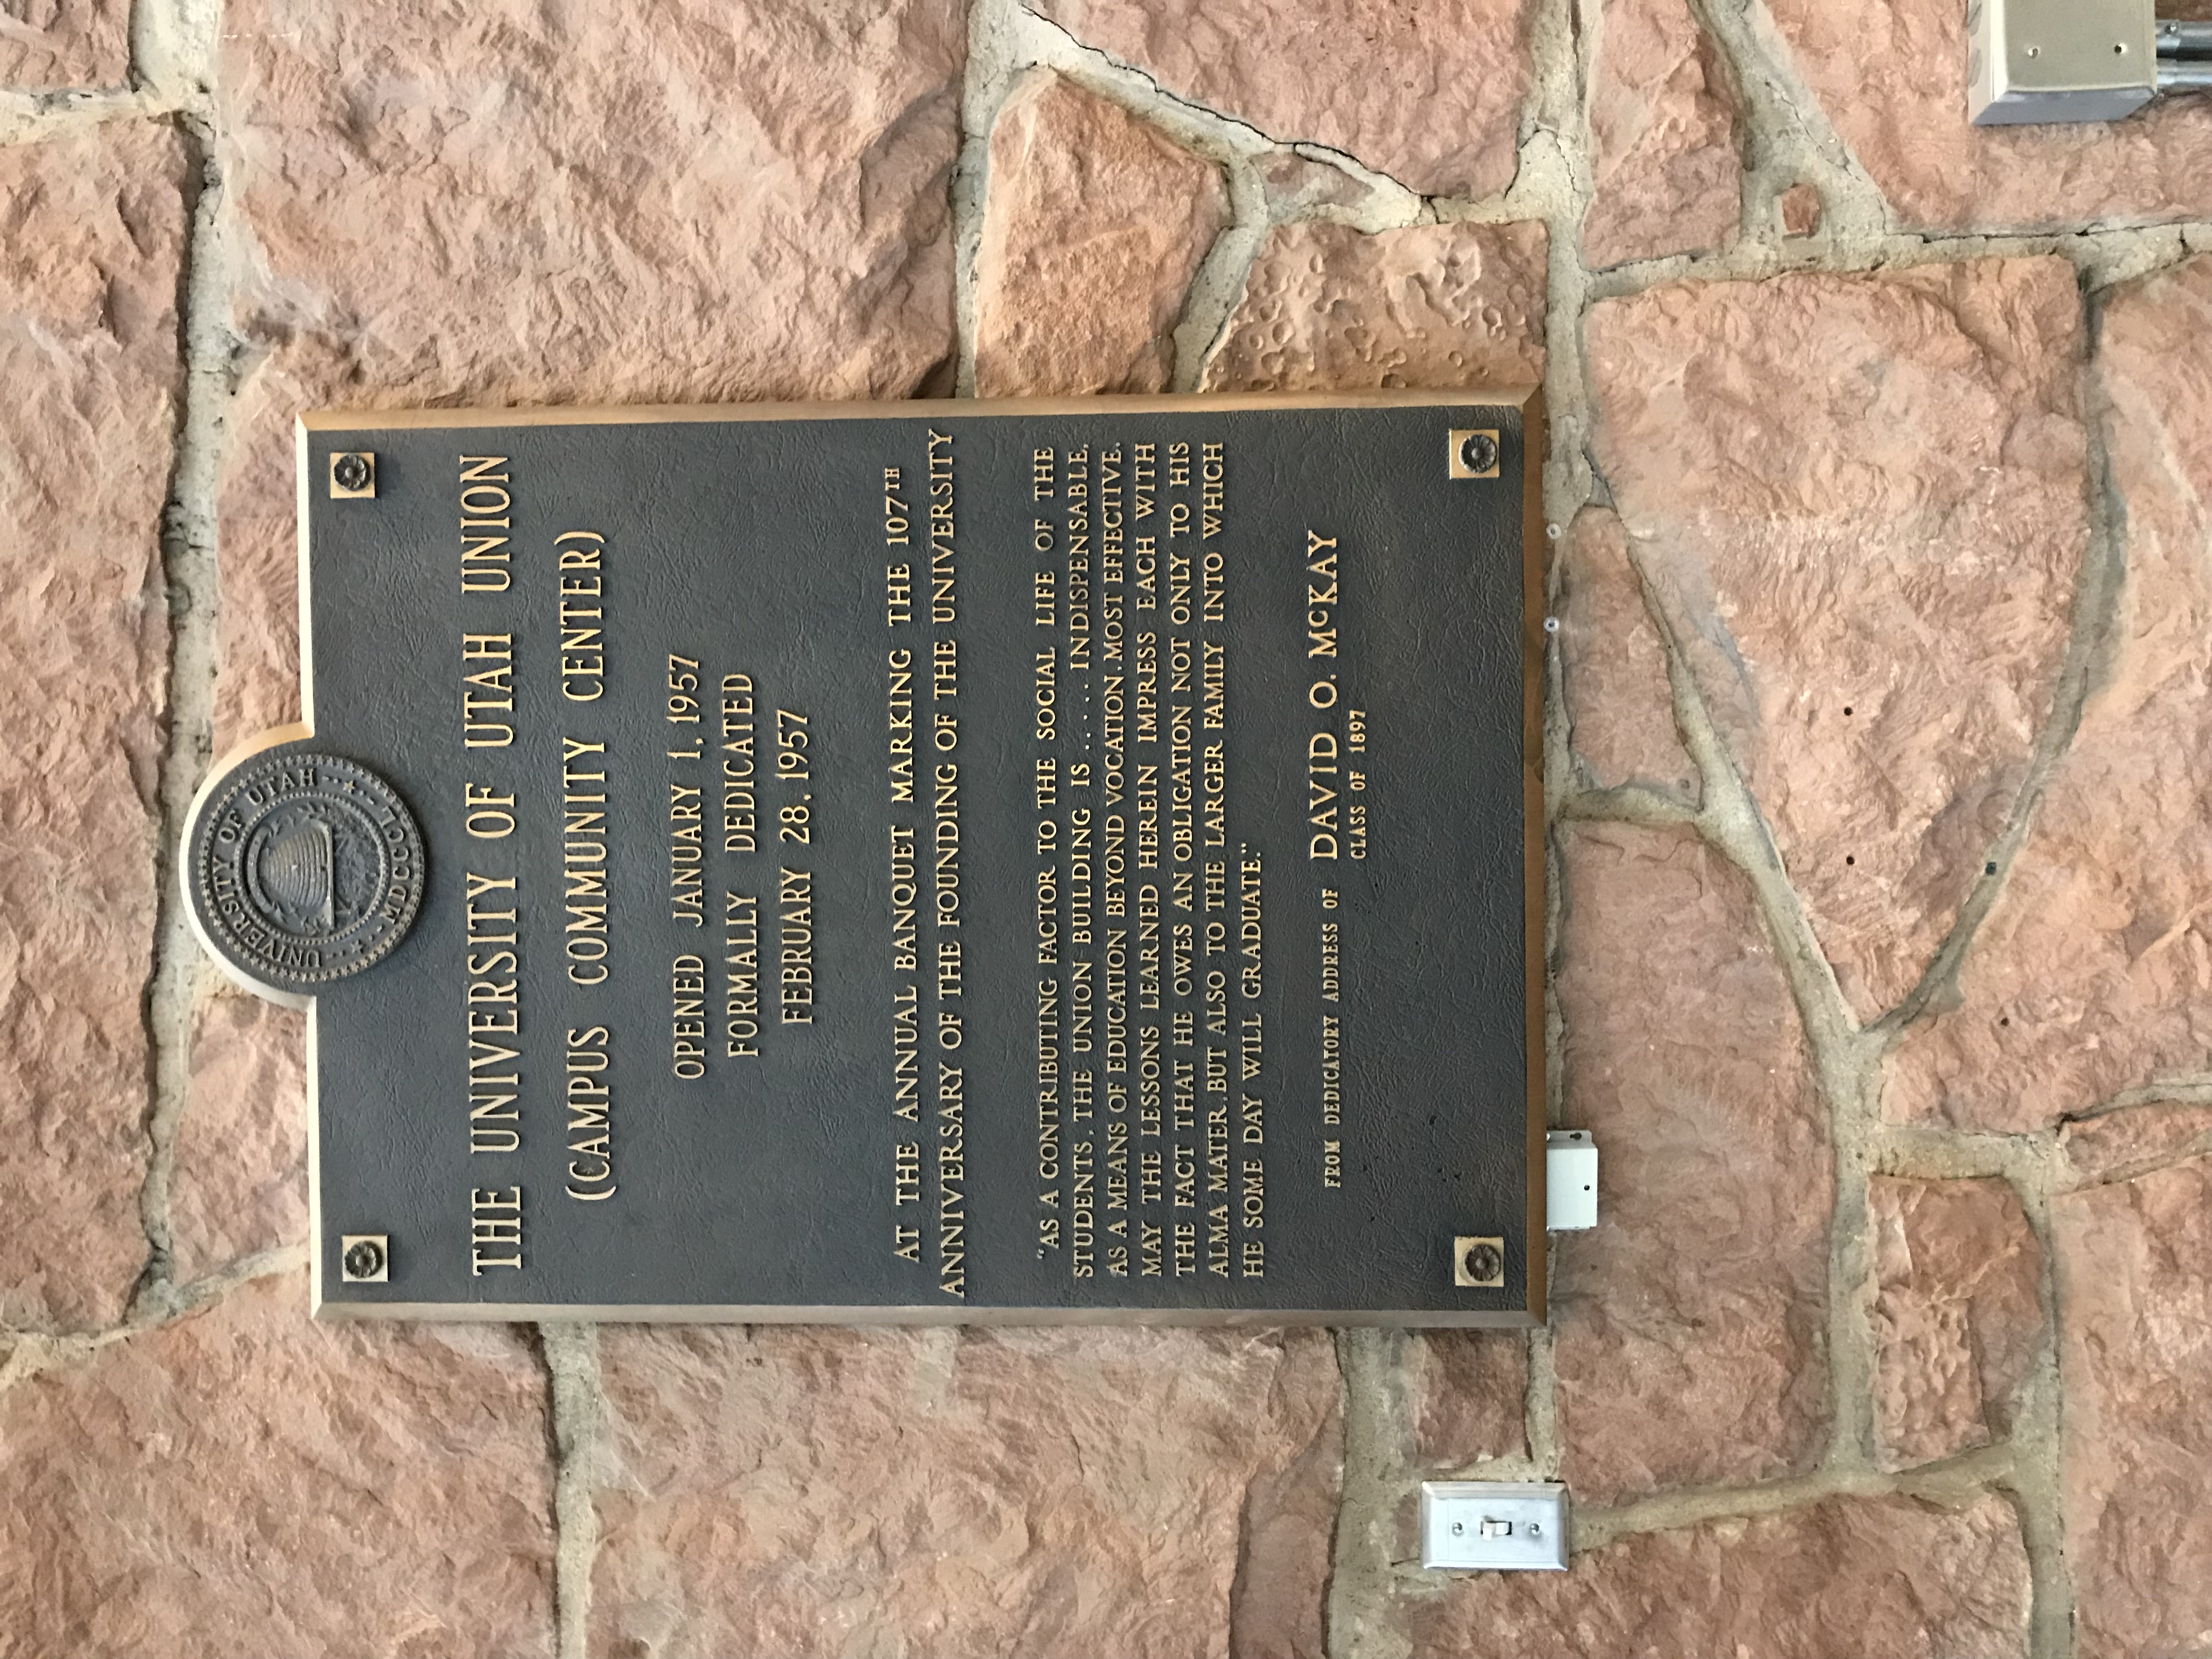 UNIVERSITY OF UTAH
MDCCCL
THE UNIVERSITY OF UTAH UNION
(CAMPUS COMMUNITY CENTER)
OPENED JANUARY 1, 1957
FORMALLY DEDICATED
FEBRUARY 28, 1957
AT THE ANNUAL BANQUET MARKING THE 107TH
ANNIVERSARY OF THE FOUNDING OF THE UNIVERSITY
"AS A CONTRIBUTING FACTOR TO THE SOCIAL LIFE OF THE
STUDENTS, THE UNION BUILDING IS ..... INDISPENSABLE,
AS A MEANS OF EDUCATION BEYOND VOCATION, MOST EFFECTIVE.
MAY THE LESSONS LEARNED HEREIN IMPRESS EACH WITH
THE FACT THAT HE OWES AN OBLIGATION NOT ONLY TO HIS
ALMA MATER, BUT ALSO TO THE LARGER FAMILY INTO WHICH
HE SOME DAY WILL GRADUATE."
FROM DEDICATORY ADDRESS OF DAVID O. McKAY
CLASS OF 1897